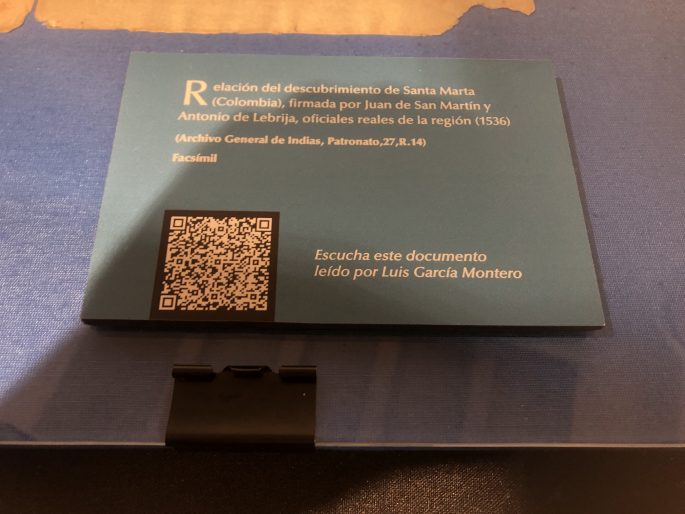 Relación del descubrimiento de Santa Marta
(Colombia), firmada por Juan de San Martín y
Antonio de Lebrija, oficiales reales de la región (1536)
(Archivo General de Indias, Patronato,27,R.14)
Facsímil
Escucha este documento
leído por Luis García Montero